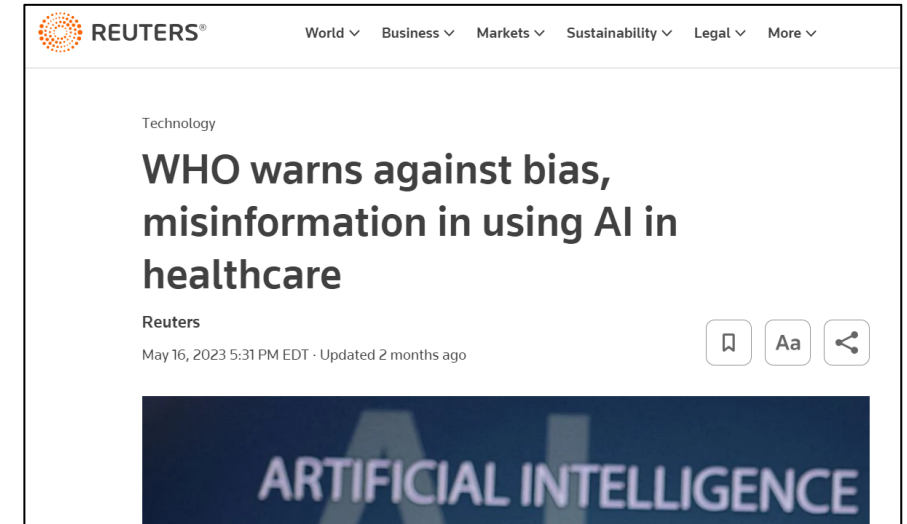 REUTERS®
World Business Markets Sustainability Legal More
Technology
WHO warns against bias,
misinformation in using AI in
healthcare
Reuters
May 16, 2023 5:31 PM EDT · Updated 2 months ago
Aa
AI
ARTIFICIAL INTELLIGENCE